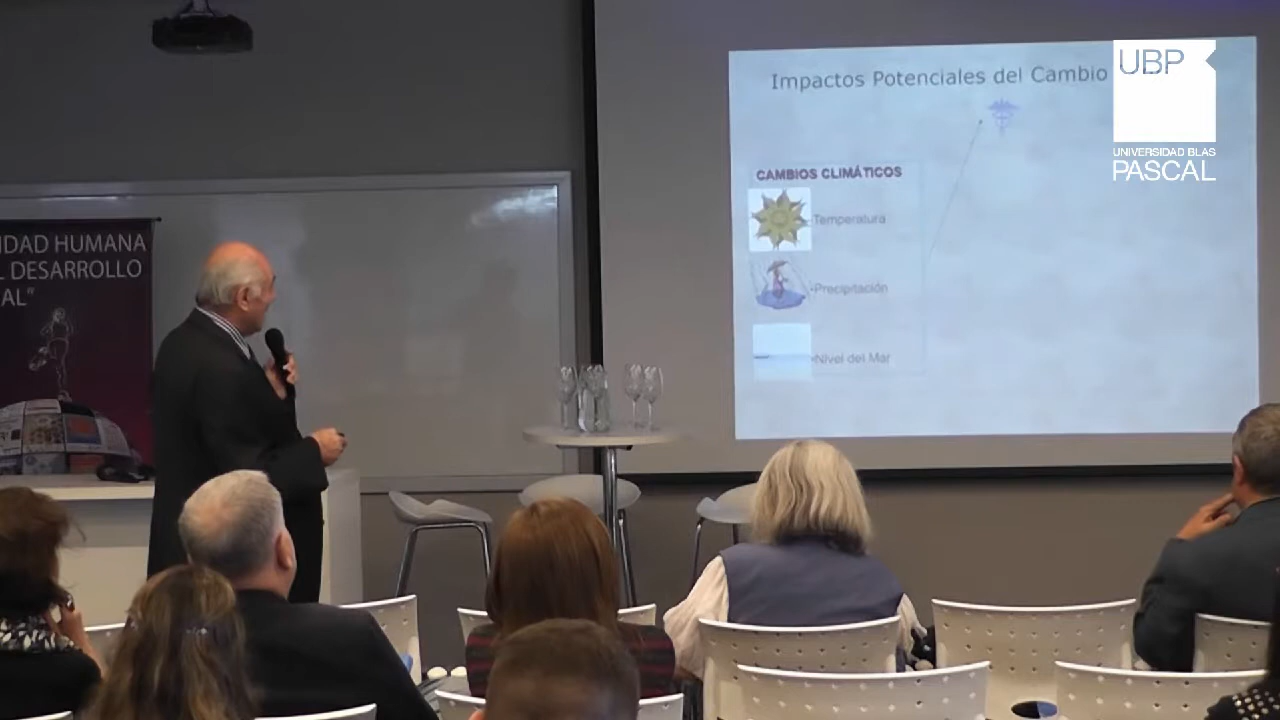 Impactos Potenciales del Cambio
UBP
UNIVERSIDAD BLAS
PASCAL
CAMBIOS CLIMÁTICOS
Temperatura
Precipitación
Nivel del Mar
IDAD HUMANA
L DESARROLLO
AL"